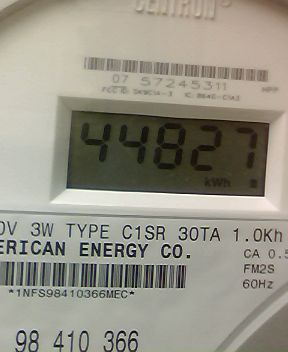 CENTRON
07 57245311
44827
kWh
0V 3W TYPE C1SR 30TA 1.0Kh
ERICAN ENERGY CO.
CA 0.5
FM2S
60Hz
*1NFS98410366MEC*
98 410 366